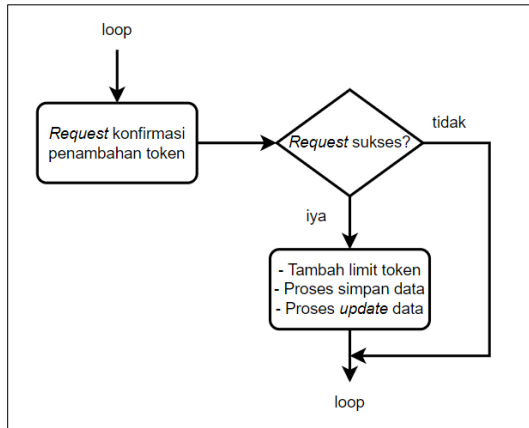 loop
Request konfirmasi
penambahan token
Request sukses?
tidak
iya
- Tambah limit token
- Proses simpan data
- Proses update data
loop